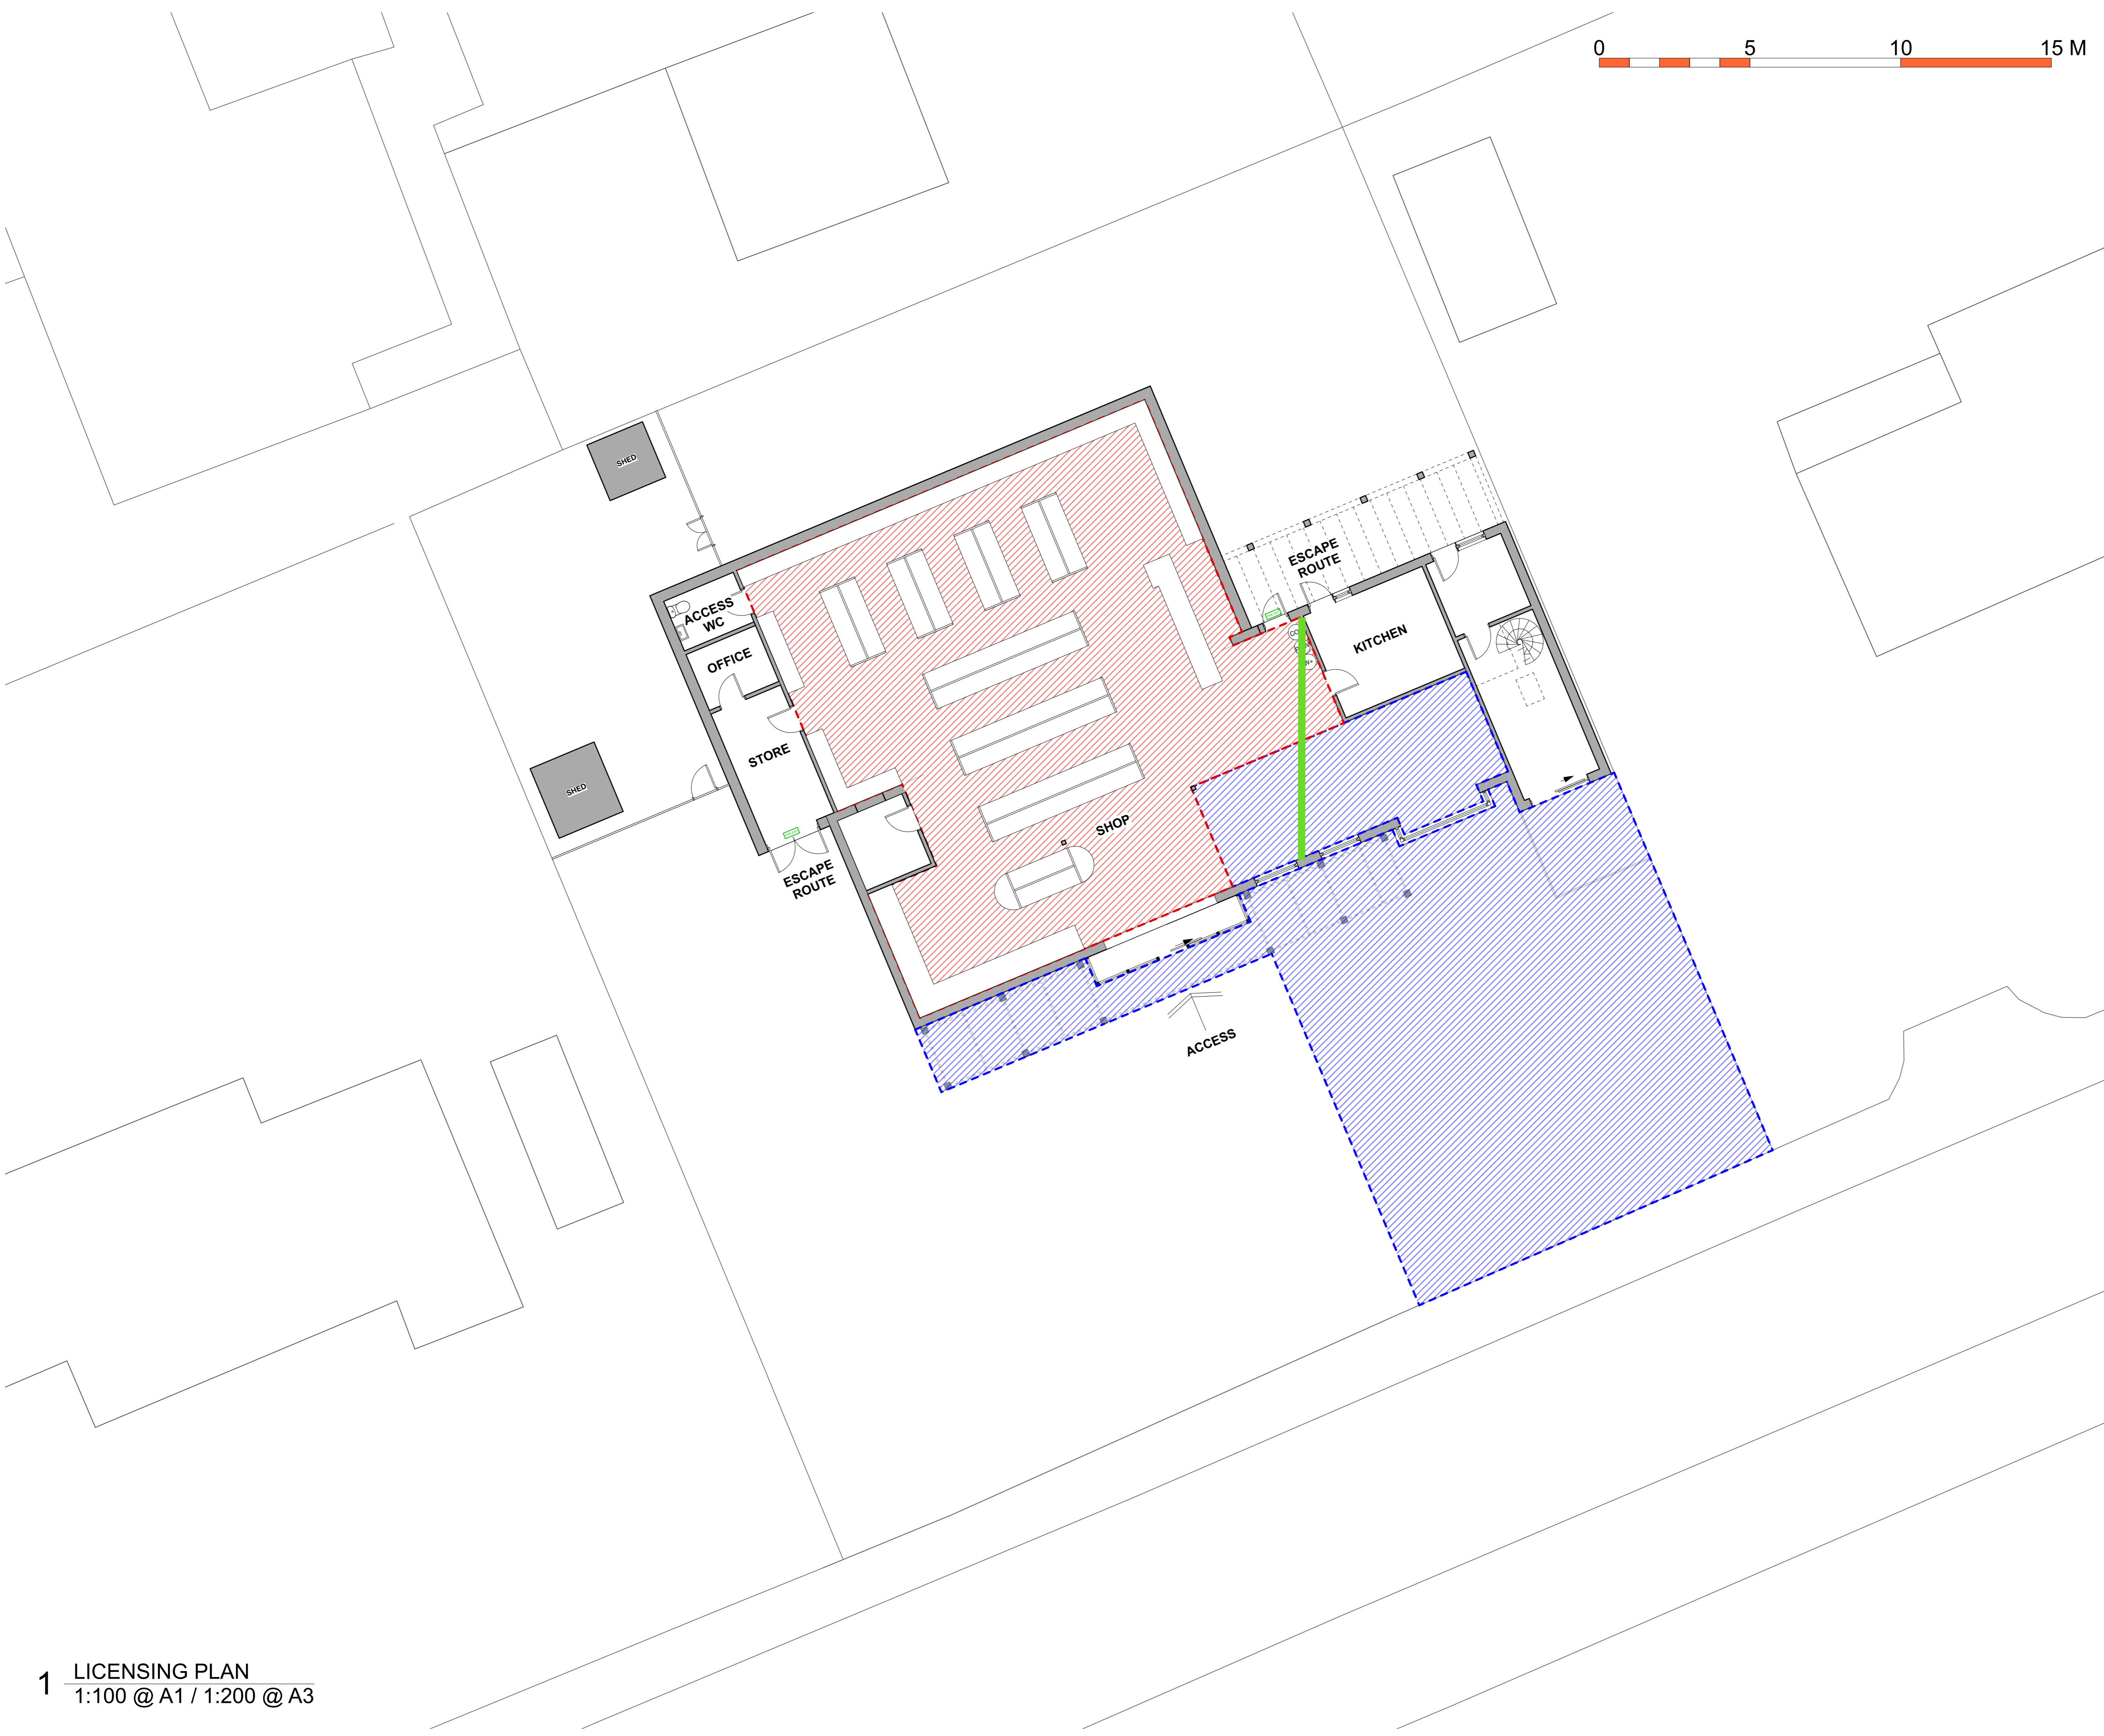 0 5 10 15 M
SHED
ESCAPE
ROUTE
ACCESS
WC
OFFICE
KITCHEN
STORE
SHED
SHOP
ESCAPE
ROUTE
ACCESS
1 LICENSING PLAN
1:100 @ A1 / 1:200 @ A3